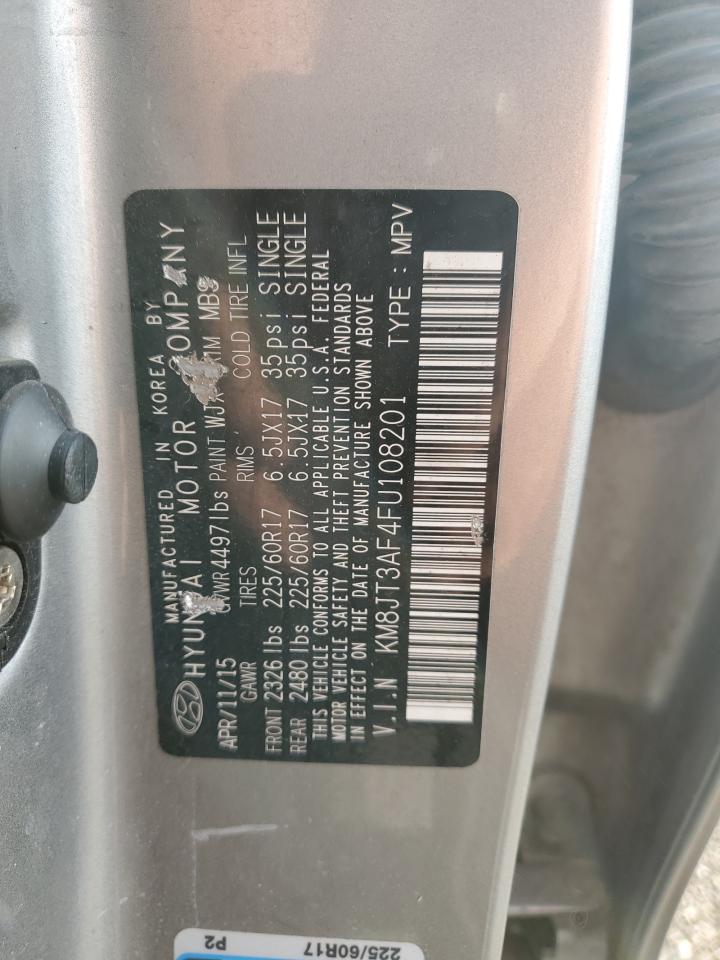 MANUFACTURED IN KOREA BY
HYUNDAI MOTOR COMPANY
APR/11/15 GVWR 4497lbs PAINT
GAWR TIRES RIMS COLD TIRE INFL
FRONT 2326 lbs 225/60R17 6.5JX17 35psi SINGLE
REAR 2480 lbs 225/60R17 6.5JX17 35psi SINGLE
THIS VEHICLE CONFORMS TO ALL APPLICABLE U.S.A. FEDERAL
MOTOR VEHICLE SAFETY AND THEFT PREVENTION STANDARDS
IN EFFECT ON THE DATE OF MANUFACTURE SHOWN ABOVE
V.I.N KM8JT3AF4FU108201 TYPE : MPV
225/60R17
P2